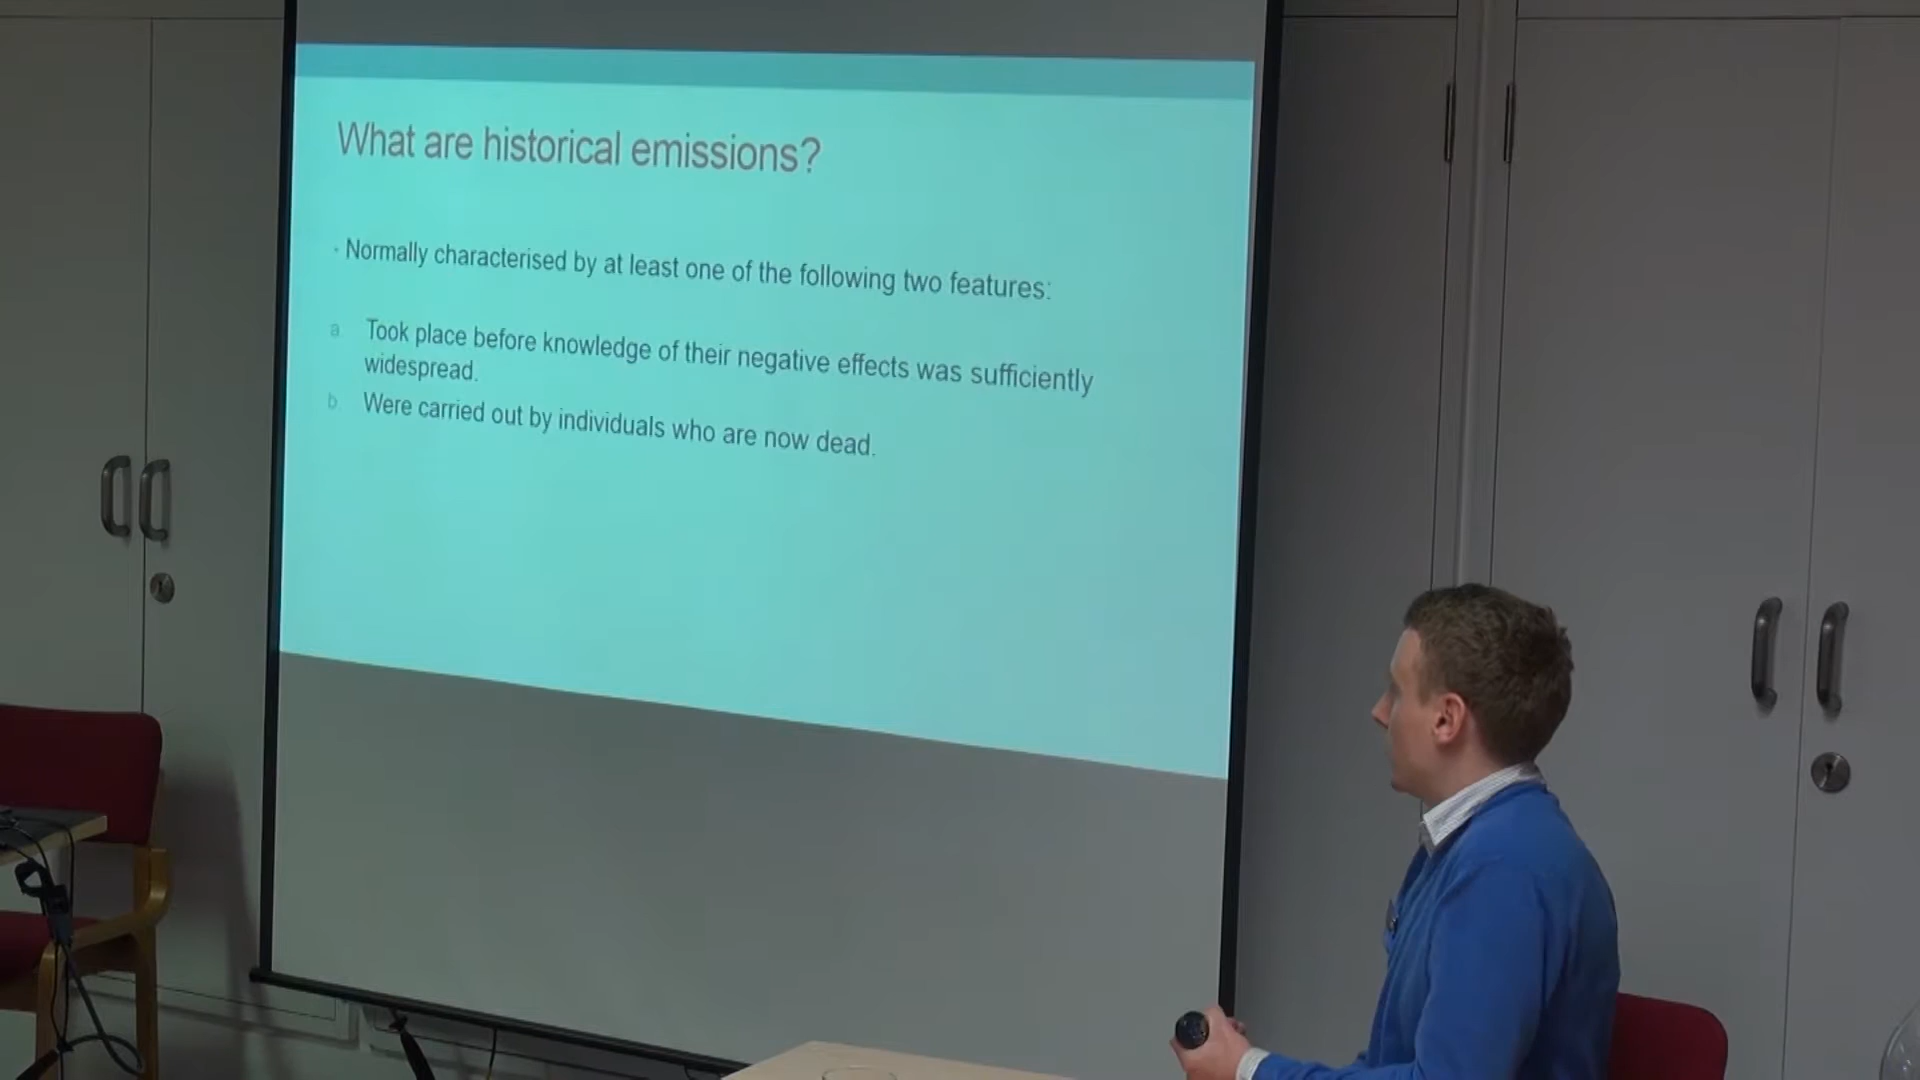 What are historical emissions?
- Normally characterised by at least one of the following two features:
a Took place before knowledge of their negative effects was sufficiently
widespread.
b Were carried out by individuals who are now dead.